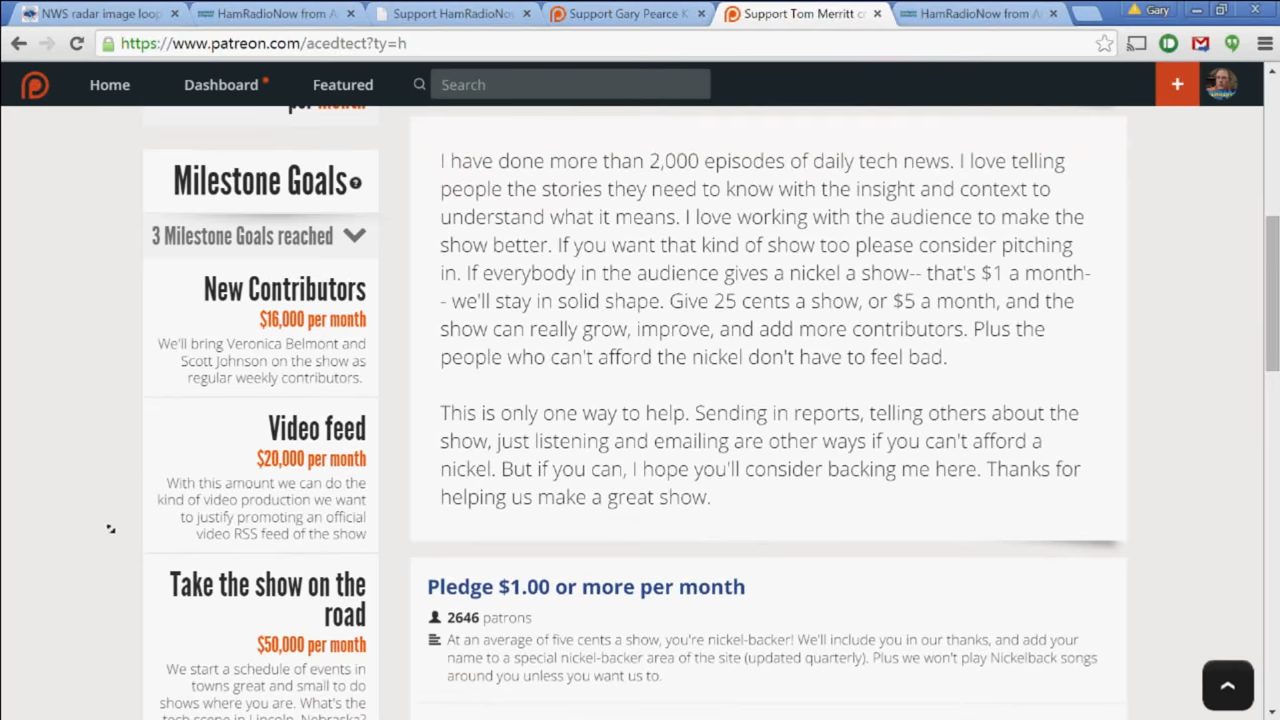 NWS radar image loop
HamRadioNow from A
Support HamRadioNo
Support Gary Pearce K
Support Tom Merritt c
HamRadioNow from A
Gary
https://www.patreon.com/acedtect?ty=h
Home
Dashboard
Featured
Search
per month
Milestone Goals
3 Milestone Goals reached
New Contributors
$16,000 per month
We'll bring Veronica Belmont and
Scott Johnson on the show as
regular weekly contributors.
Video feed
$20,000 per month
With this amount we can do the
kind of video production we want
to justify promoting an official
video RSS feed of the show
Take the show on the
road
$50,000 per month
We start a schedule of events in
towns great and small to do
shows where you are. What's the
tech scene in Lincoln, Nebraska?
I have done more than 2,000 episodes of daily tech news. I love telling
people the stories they need to know with the insight and context to
understand what it means. I love working with the audience to make the
show better. If you want that kind of show too please consider pitching
in. If everybody in the audience gives a nickel a show-- that's $1 a month-
- we'll stay in solid shape. Give 25 cents a show, or $5 a month, and the
show can really grow, improve, and add more contributors. Plus the
people who can't afford the nickel don't have to feel bad.
This is only one way to help. Sending in reports, telling others about the
show, just listening and emailing are other ways if you can't afford a
nickel. But if you can, I hope you'll consider backing me here. Thanks for
helping us make a great show.
Pledge $1.00 or more per month
2646 patrons
At an average of five cents a show, you're nickel-backer! We'll include you in our thanks, and add your
name to a special nickel-backer area of the site (updated quarterly). Plus we won't play Nickelback songs
around you unless you want us to.